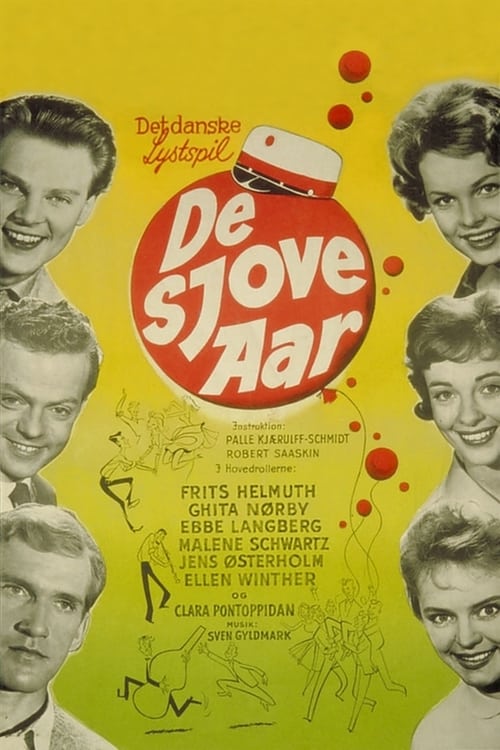 Det danske
Lystspil
De
sjove
Aar
Instruktion:
PALLE KJÆRULFF-SCHMIDT
ROBERT SAASKIN
I Hovedrollerne:
FRITS HELMUTH
GHITA NØRBY
EBBE LANGBERG
MALENE SCHWARTZ
JENS ØSTERHOLM
ELLEN WINTHER
OG
CLARA PONTOPPIDAN
MUSIK:
SVEN GYLDMARK